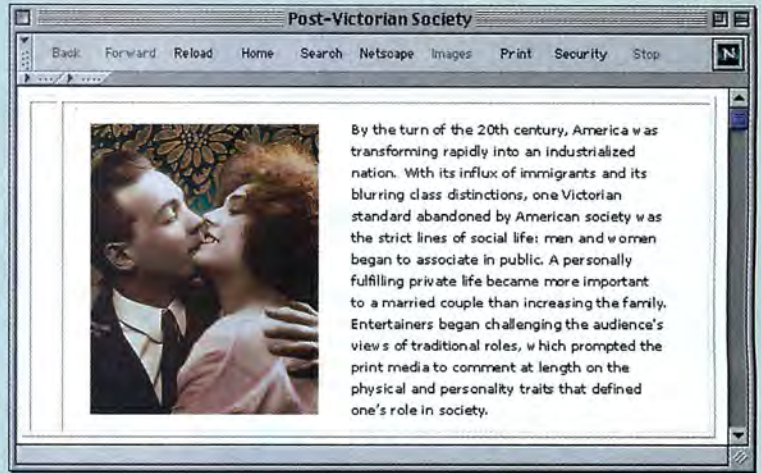 Post-Victorian Society
Back Forward Reload Home Search Netscape Images Print Security Stop
N
By the turn of the 20th century, America was
transforming rapidly into an industrialized
nation. With its influx of immigrants and its
blurring class distinctions, one Victorian
standard abandoned by American society was
the strict lines of social life: men and women
began to associate in public. A personally
fulfilling private life became more important
to a married couple than increasing the family.
Entertainers began challenging the audience's
views of traditional roles, which prompted the
print media to comment at length on the
physical and personality traits that defined
one's role in society.